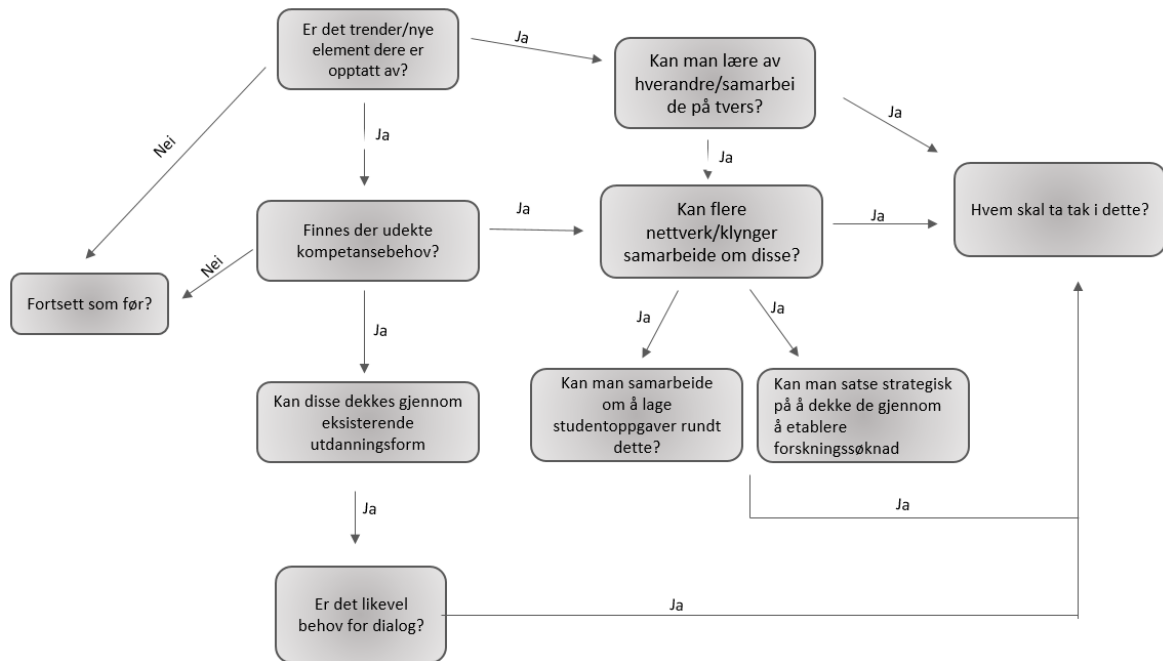 Er det trender/nye
element dere er
opptatt av?
Ja
Kan man lære av
hverandre/samarbei
de på tvers?
Nei
Ja
Ja
Ja
Finnes der udekte
kompetansebehov?
Ja
Kan flere
nettverk/klynger
samarbeide om disse?
Ja
Hvem skal ta tak i dette?
Nei
Fortsett som før?
Ja
Ja
Ja
Kan disse dekkes gjennom
eksisterende
utdanningsform
Kan man samarbeide
om å lage
studentoppgaver rundt
dette?
Kan man satse strategisk
på å dekke de gjennom
å etablere
forskningssøknad
Ja
Ja
Er det likevel
behov for dialog?
Ja